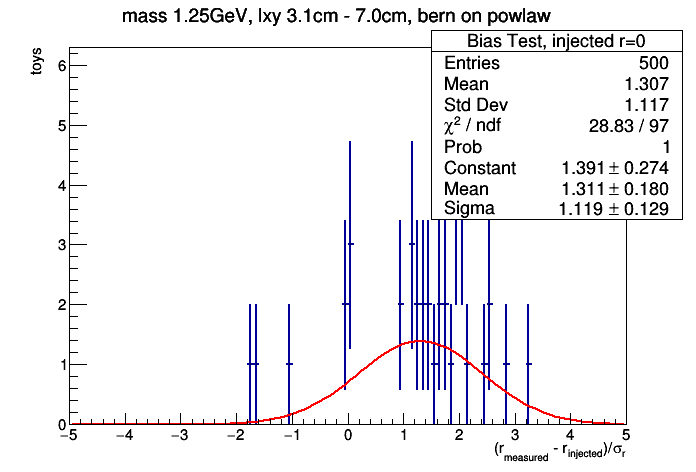 mass 1.25GeV, lxy 3.1cm - 7.0cm, bern on powlaw
Bias Test, injected r=0
Entries 500
Mean 1.307
Std Dev 1.117
χ² / ndf 28.83 / 97
Prob 1
Constant 1.391 ± 0.274
Mean 1.311 ± 0.180
Sigma 1.119 ± 0.129
toys
6
5
4
3
2
1
0
−5 −4 −3 −2 −1 0 1 2 3 4 5
(r_measured - r_injected)/σ_r